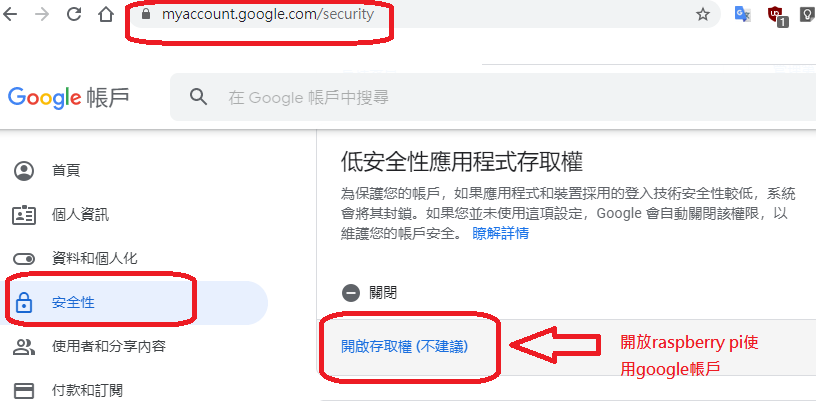 myaccount.google.com/security
1
Google 帳戶
在 Google 帳戶中搜尋
首頁
個人資訊
資料和個人化
安全性
使用者和分享內容
付款和訂閱
低安全性應用程式存取權
為保護您的帳戶，如果應用程式和裝置採用的登入技術安全性較低，系統
會將其封鎖。如果您並未使用這項設定，Google 會自動關閉該權限，以
維護您的帳戶安全。 瞭解詳情
關閉
開啟存取權 (不建議)
開放raspberry pi使
用google帳戶